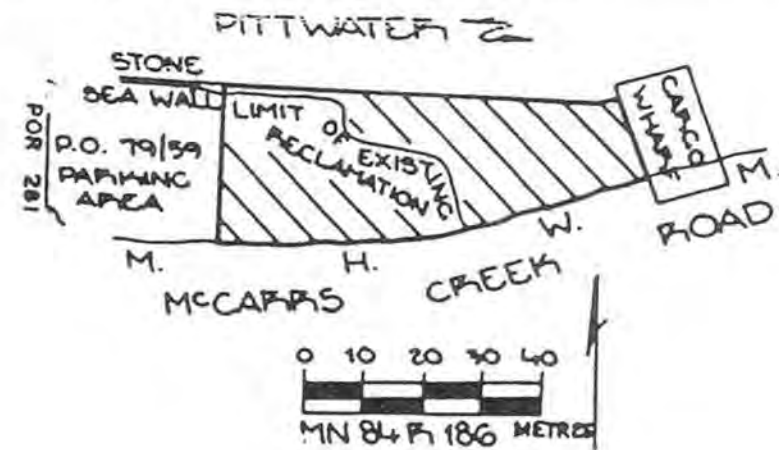 PITTWATER
STONE
SEA WALL
LIMIT
OF
EXISTING
RECLAMATION
CARGO
WHARF
POR 281
P.O. 79/59
PARKING
AREA
M. H. W. M.
McCARRS CREEK ROAD
0 10 20 30 40
MN 84 R 186 METRES